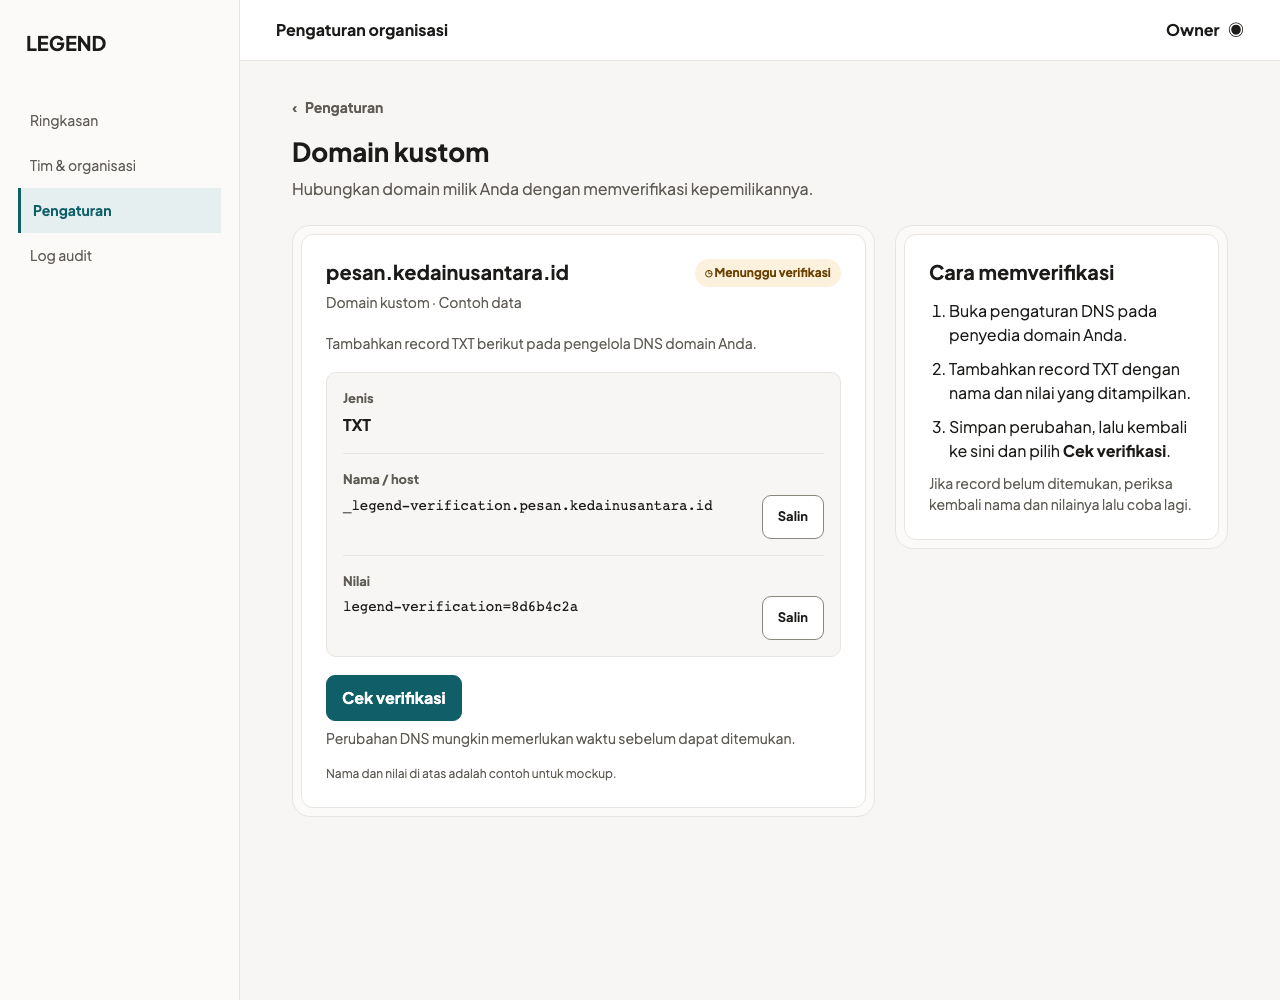 LEGEND
Ringkasan
Tim & organisasi
Pengaturan
Log audit
Pengaturan organisasi
Owner
‹ Pengaturan
Domain kustom
Hubungkan domain milik Anda dengan memverifikasi kepemilikannya.
pesan.kedainusantara.id
Menunggu verifikasi
Domain kustom · Contoh data
Tambahkan record TXT berikut pada pengelola DNS domain Anda.
Jenis
TXT
Nama / host
_legend-verification.pesan.kedainusantara.id
Salin
Nilai
legend-verification=8d6b4c2a
Salin
Cek verifikasi
Perubahan DNS mungkin memerlukan waktu sebelum dapat ditemukan.
Nama dan nilai di atas adalah contoh untuk mockup.
Cara memverifikasi
1. Buka pengaturan DNS pada
penyedia domain Anda.
2. Tambahkan record TXT dengan
nama dan nilai yang ditampilkan.
3. Simpan perubahan, lalu kembali
ke sini dan pilih Cek verifikasi.
Jika record belum ditemukan, periksa
kembali nama dan nilainya lalu coba lagi.